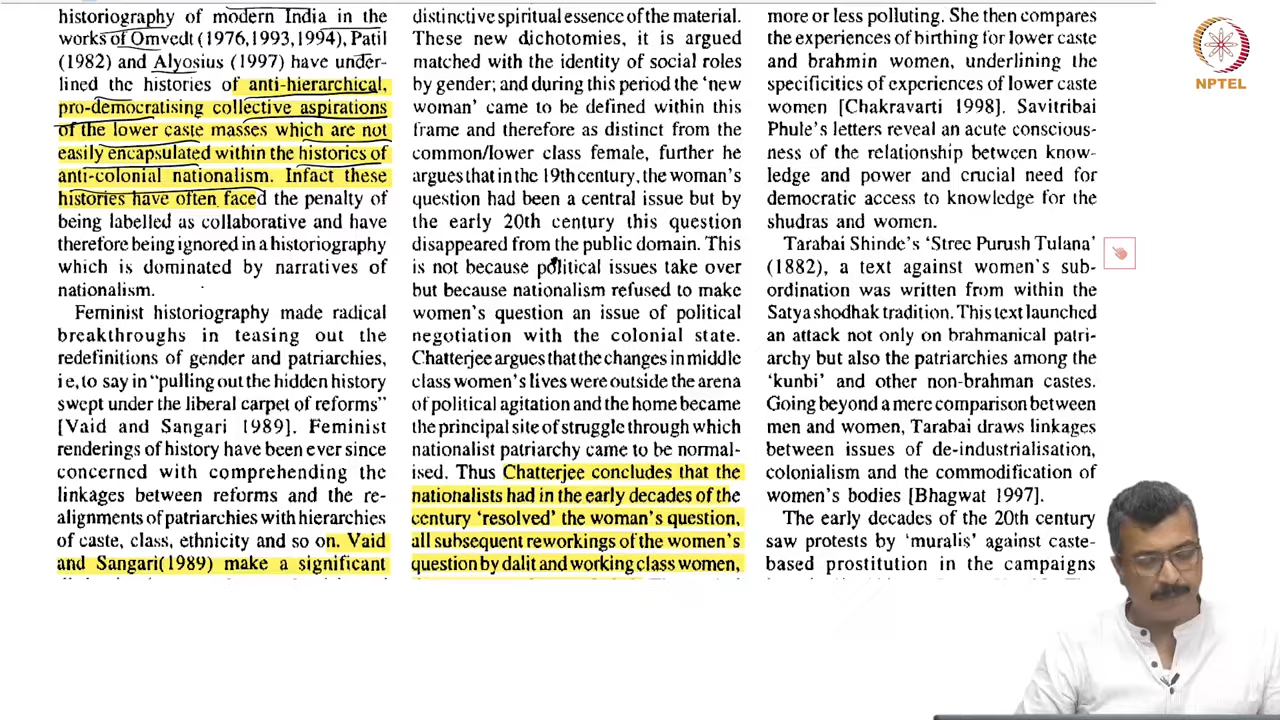 historiography of modern India in the
works of Omvedt (1976,1993,1994), Patil
(1982) and Alyosius (1997) have under-
lined the histories of anti-hierarchical,
pro-democratising collective aspirations
of the lower caste masses which are not
easily encapsulated within the histories of
anti-colonial nationalism. Infact these
histories have often faced the penalty of
being labelled as collaborative and have
therefore being ignored in a historiography
which is dominated by narratives of
nationalism.
Feminist historiography made radical
breakthroughs in teasing out the
redefinitions of gender and patriarchies,
ie, to say in “pulling out the hidden history
swept under the liberal carpet of reforms”
[Vaid and Sangari 1989]. Feminist
renderings of history have been ever since
concerned with comprehending the
linkages between reforms and the re-
alignments of patriarchies with hierarchies
of caste, class, ethnicity and so on. Vaid
and Sangari(1989) make a significant
distinctive spiritual essence of the material.
These new dichotomies, it is argued
matched with the identity of social roles
by gender; and during this period the ‘new
woman’ came to be defined within this
frame and therefore as distinct from the
common/lower class female, further he
argues that in the 19th century, the woman’s
question had been a central issue but by
the early 20th century this question
disappeared from the public domain. This
is not because political issues take over
but because nationalism refused to make
women’s question an issue of political
negotiation with the colonial state.
Chatterjee argues that the changes in middle
class women’s lives were outside the arena
of political agitation and the home became
the principal site of struggle through which
nationalist patriarchy came to be normal-
ised. Thus Chatterjee concludes that the
nationalists had in the early decades of the
century ‘resolved’ the woman’s question,
all subsequent reworkings of the women’s
question by dalit and working class women,
more or less polluting. She then compares
the experiences of birthing for lower caste
and brahmin women, underlining the
specificities of experiences of lower caste
women [Chakravarti 1998]. Savitribai
Phule’s letters reveal an acute conscious-
ness of the relationship between know-
ledge and power and crucial need for
democratic access to knowledge for the
shudras and women.
Tarabai Shinde’s ‘Stree Purush Tulana’
(1882), a text against women’s sub-
ordination was written from within the
Satyashodhak tradition. This text launched
an attack not only on brahmanical patri-
archy but also the patriarchies among the
‘kunbi’ and other non-brahman castes.
Going beyond a mere comparison between
men and women, Tarabai draws linkages
between issues of de-industrialisation,
colonialism and the commodification of
women’s bodies [Bhagwat 1997].
The early decades of the 20th century
saw protests by ‘muralis’ against caste-
based prostitution in the campaigns
NPTEL